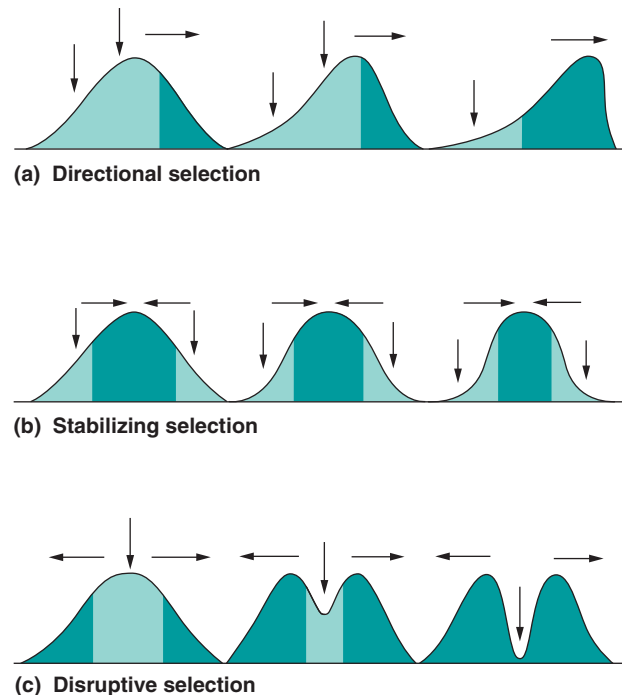 (a) Directional selection
(b) Stabilizing selection
(c) Disruptive selection